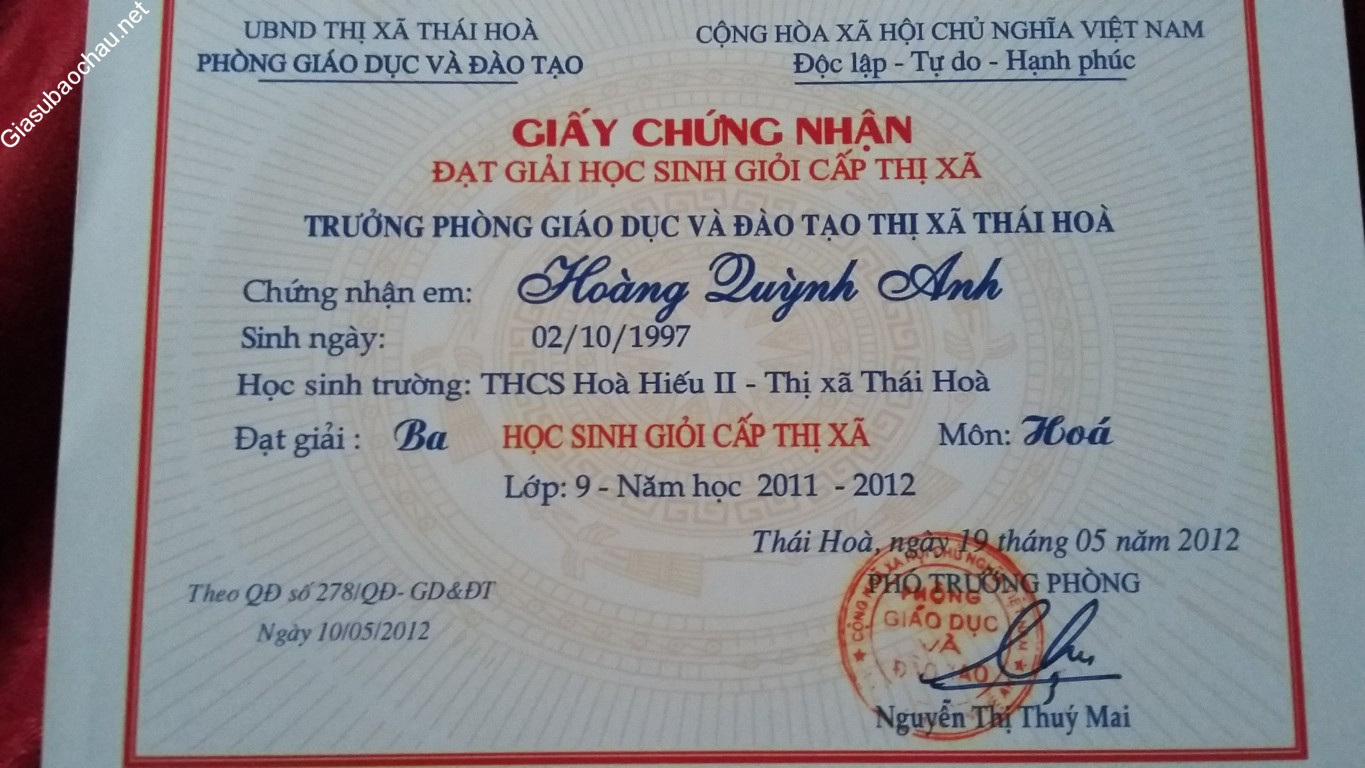 Giasubaochau.net
UBND THỊ XÃ THÁI HOÀ
PHÒNG GIÁO DỤC VÀ ĐÀO TẠO
CỘNG HÒA XÃ HỘI CHỦ NGHĨA VIỆT NAM
Độc lập - Tự do - Hạnh phúc
GIẤY CHỨNG NHẬN
ĐẠT GIẢI HỌC SINH GIỎI CẤP THỊ XÃ
TRƯỞNG PHÒNG GIÁO DỤC VÀ ĐÀO TẠO THỊ XÃ THÁI HOÀ
Chứng nhận em: Hoàng Quỳnh Anh
Sinh ngày: 02/10/1997
Học sinh trường: THCS Hoà Hiếu II - Thị xã Thái Hoà
Đạt giải : Ba HỌC SINH GIỎI CẤP THỊ XÃ Môn: Hoá
Lớp: 9 - Năm học 2011 - 2012
Thái Hoà, ngày 19 tháng 05 năm 2012
PHÓ TRƯỞNG PHÒNG
Theo QĐ số 278/QĐ- GD&ĐT
Ngày 10/05/2012
PHÒNG
GIÁO DỤC
VÀ
ĐÀO TẠO
Nguyễn Thị Thuý Mai